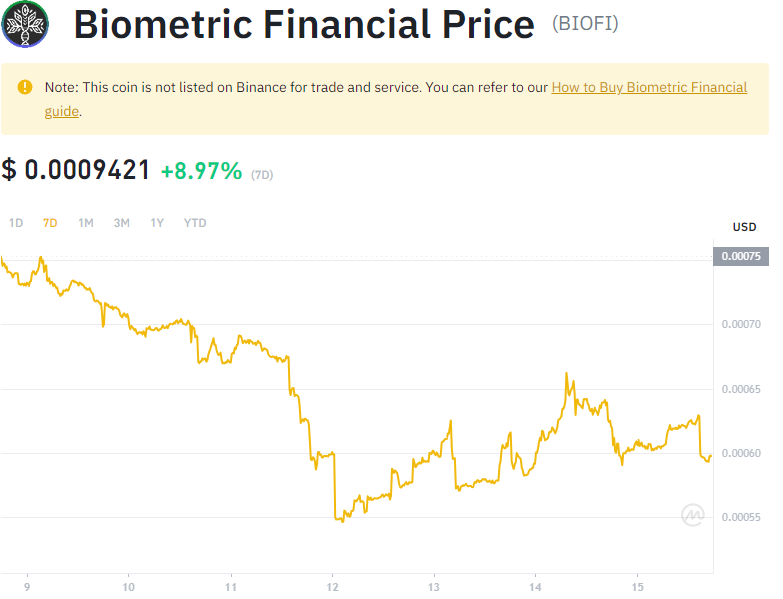 Biometric Financial Price (BIOFI)
Note: This coin is not listed on Binance for trade and service. You can refer to our How to Buy Biometric Financial
guide.
$ 0.0009421 +8.97% (7D)
1D 7D 1M 3M 1Y YTD
USD
0.00075
0.00070
0.00065
0.00060
0.00055
9 10 11 12 13 14 15